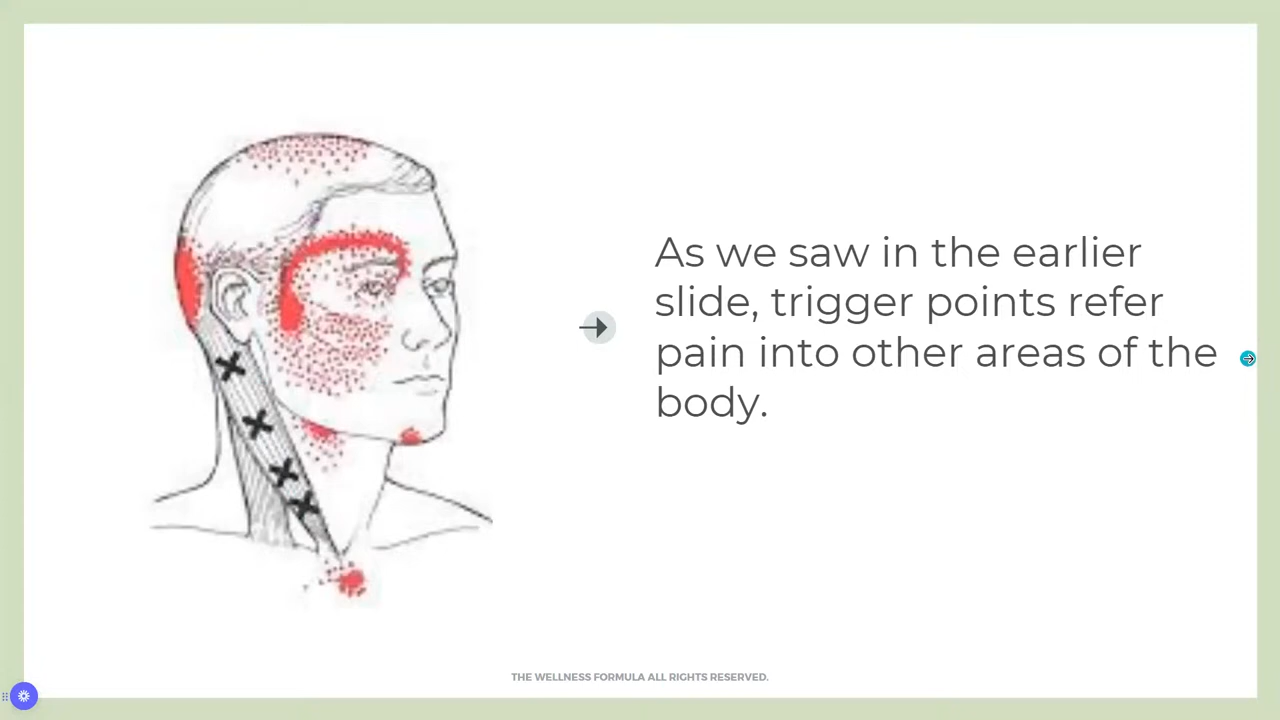 As we saw in the earlier
slide, trigger points refer
pain into other areas of the
body.
THE WELLNESS FORMULA ALL RIGHTS RESERVED.